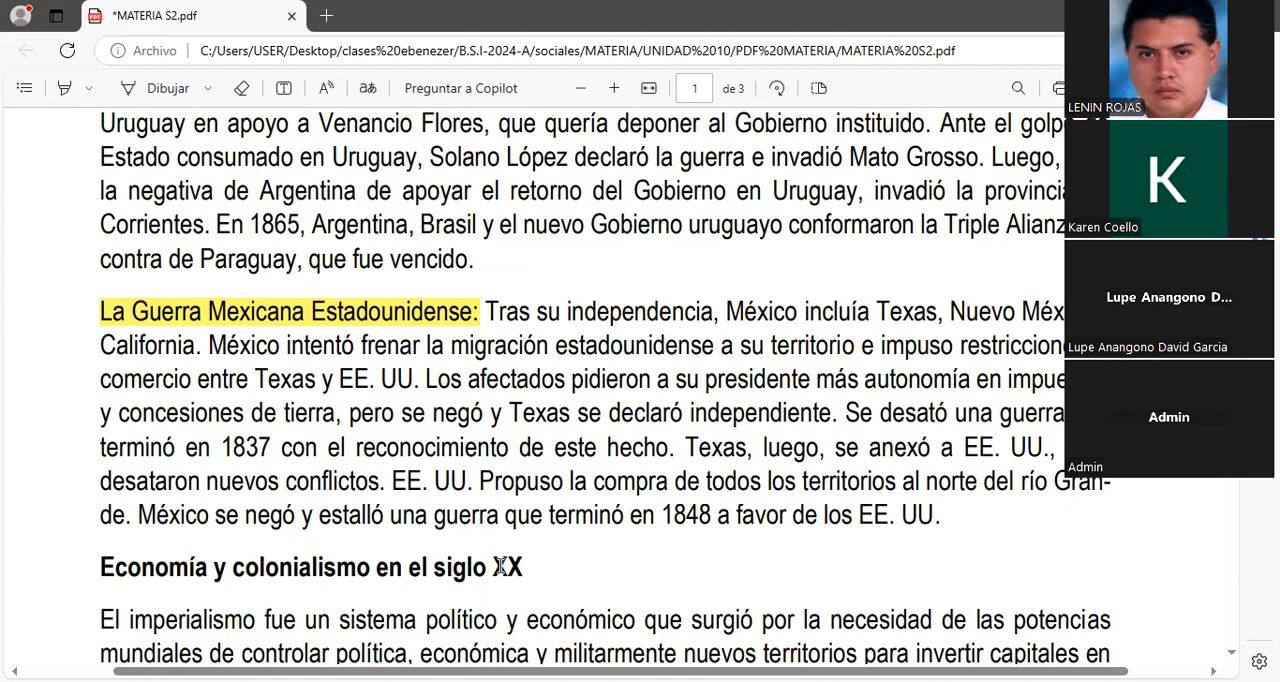 *MATERIA S2.pdf
Archivo C:/Users/USER/Desktop/clases%20ebenezer/B.S.I-2024-A/sociales/MATERIA/UNIDAD%2010/PDF%20MATERIA/MATERIA%20S2.pdf
Dibujar Preguntar a Copilot 1 de 3
Uruguay en apoyo a Venancio Flores, que quería deponer al Gobierno instituido. Ante el golp
Estado consumado en Uruguay, Solano López declaró la guerra e invadió Mato Grosso. Luego,
la negativa de Argentina de apoyar el retorno del Gobierno en Uruguay, invadió la provincia
Corrientes. En 1865, Argentina, Brasil y el nuevo Gobierno uruguayo conformaron la Triple Alianz
contra de Paraguay, que fue vencido.
La Guerra Mexicana Estadounidense: Tras su independencia, México incluía Texas, Nuevo Méx
California. México intentó frenar la migración estadounidense a su territorio e impuso restriccion
comercio entre Texas y EE. UU. Los afectados pidieron a su presidente más autonomía en impue
y concesiones de tierra, pero se negó y Texas se declaró independiente. Se desató una guerra
terminó en 1837 con el reconocimiento de este hecho. Texas, luego, se anexó a EE. UU.,
desataron nuevos conflictos. EE. UU. Propuso la compra de todos los territorios al norte del río Gran-
de. México se negó y estalló una guerra que terminó en 1848 a favor de los EE. UU.
Economía y colonialismo en el siglo XX
El imperialismo fue un sistema político y económico que surgió por la necesidad de las potencias
mundiales de controlar política, económica y militarmente nuevos territorios para invertir capitales en
LENIN ROJAS
K
Karen Coello
Lupe Anangono D...
Lupe Anangono David Garcia
Admin
Admin